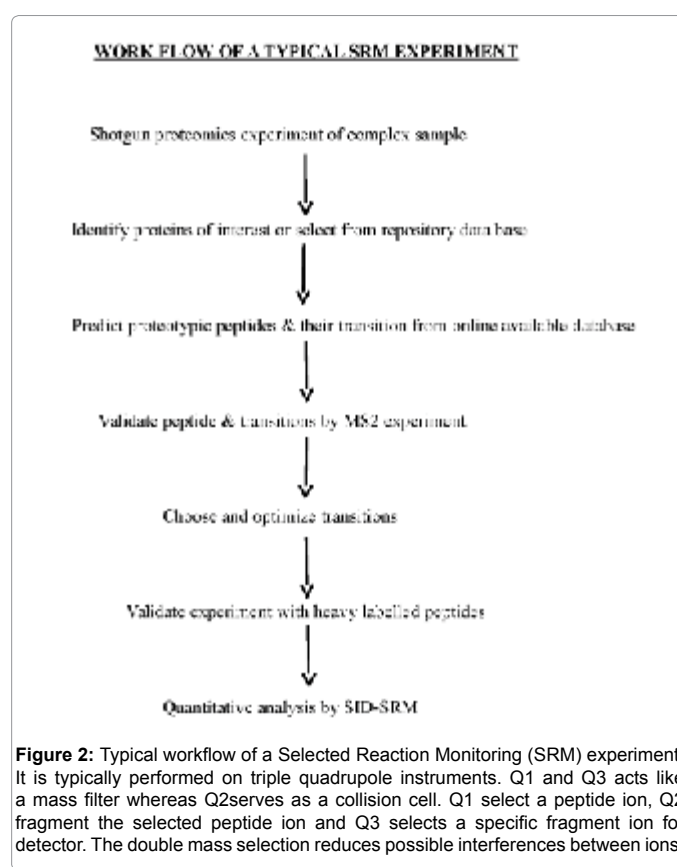 WORK FLOW OF A TYPICAL SRM EXPERIMENT
Shotgun proteomics experiment of complex sample
Identify proteins of interest or select from repository data base
Predict proteotypic peptides & their transition from online available database
Validate peptide & transitions by MS2 experiment.
Choose and optimize transitions
Validate experiment with heavy labelled peptides
Quantitative analysis by SID-SRM
Figure 2: Typical workflow of a Selected Reaction Monitoring (SRM) experiment
It is typically performed on triple quadrupole instruments. Q1 and Q3 acts like
a mass filter whereas Q2serves as a collision cell. Q1 select a peptide ion, Q2
fragment the selected peptide ion and Q3 selects a specific fragment ion fo
detector. The double mass selection reduces possible interferences between ions